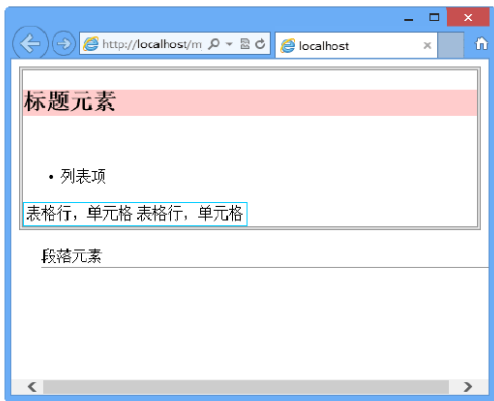 http://localhost/m
localhost
标题元素
• 列表项
表格行，单元格 表格行，单元格
段落元素